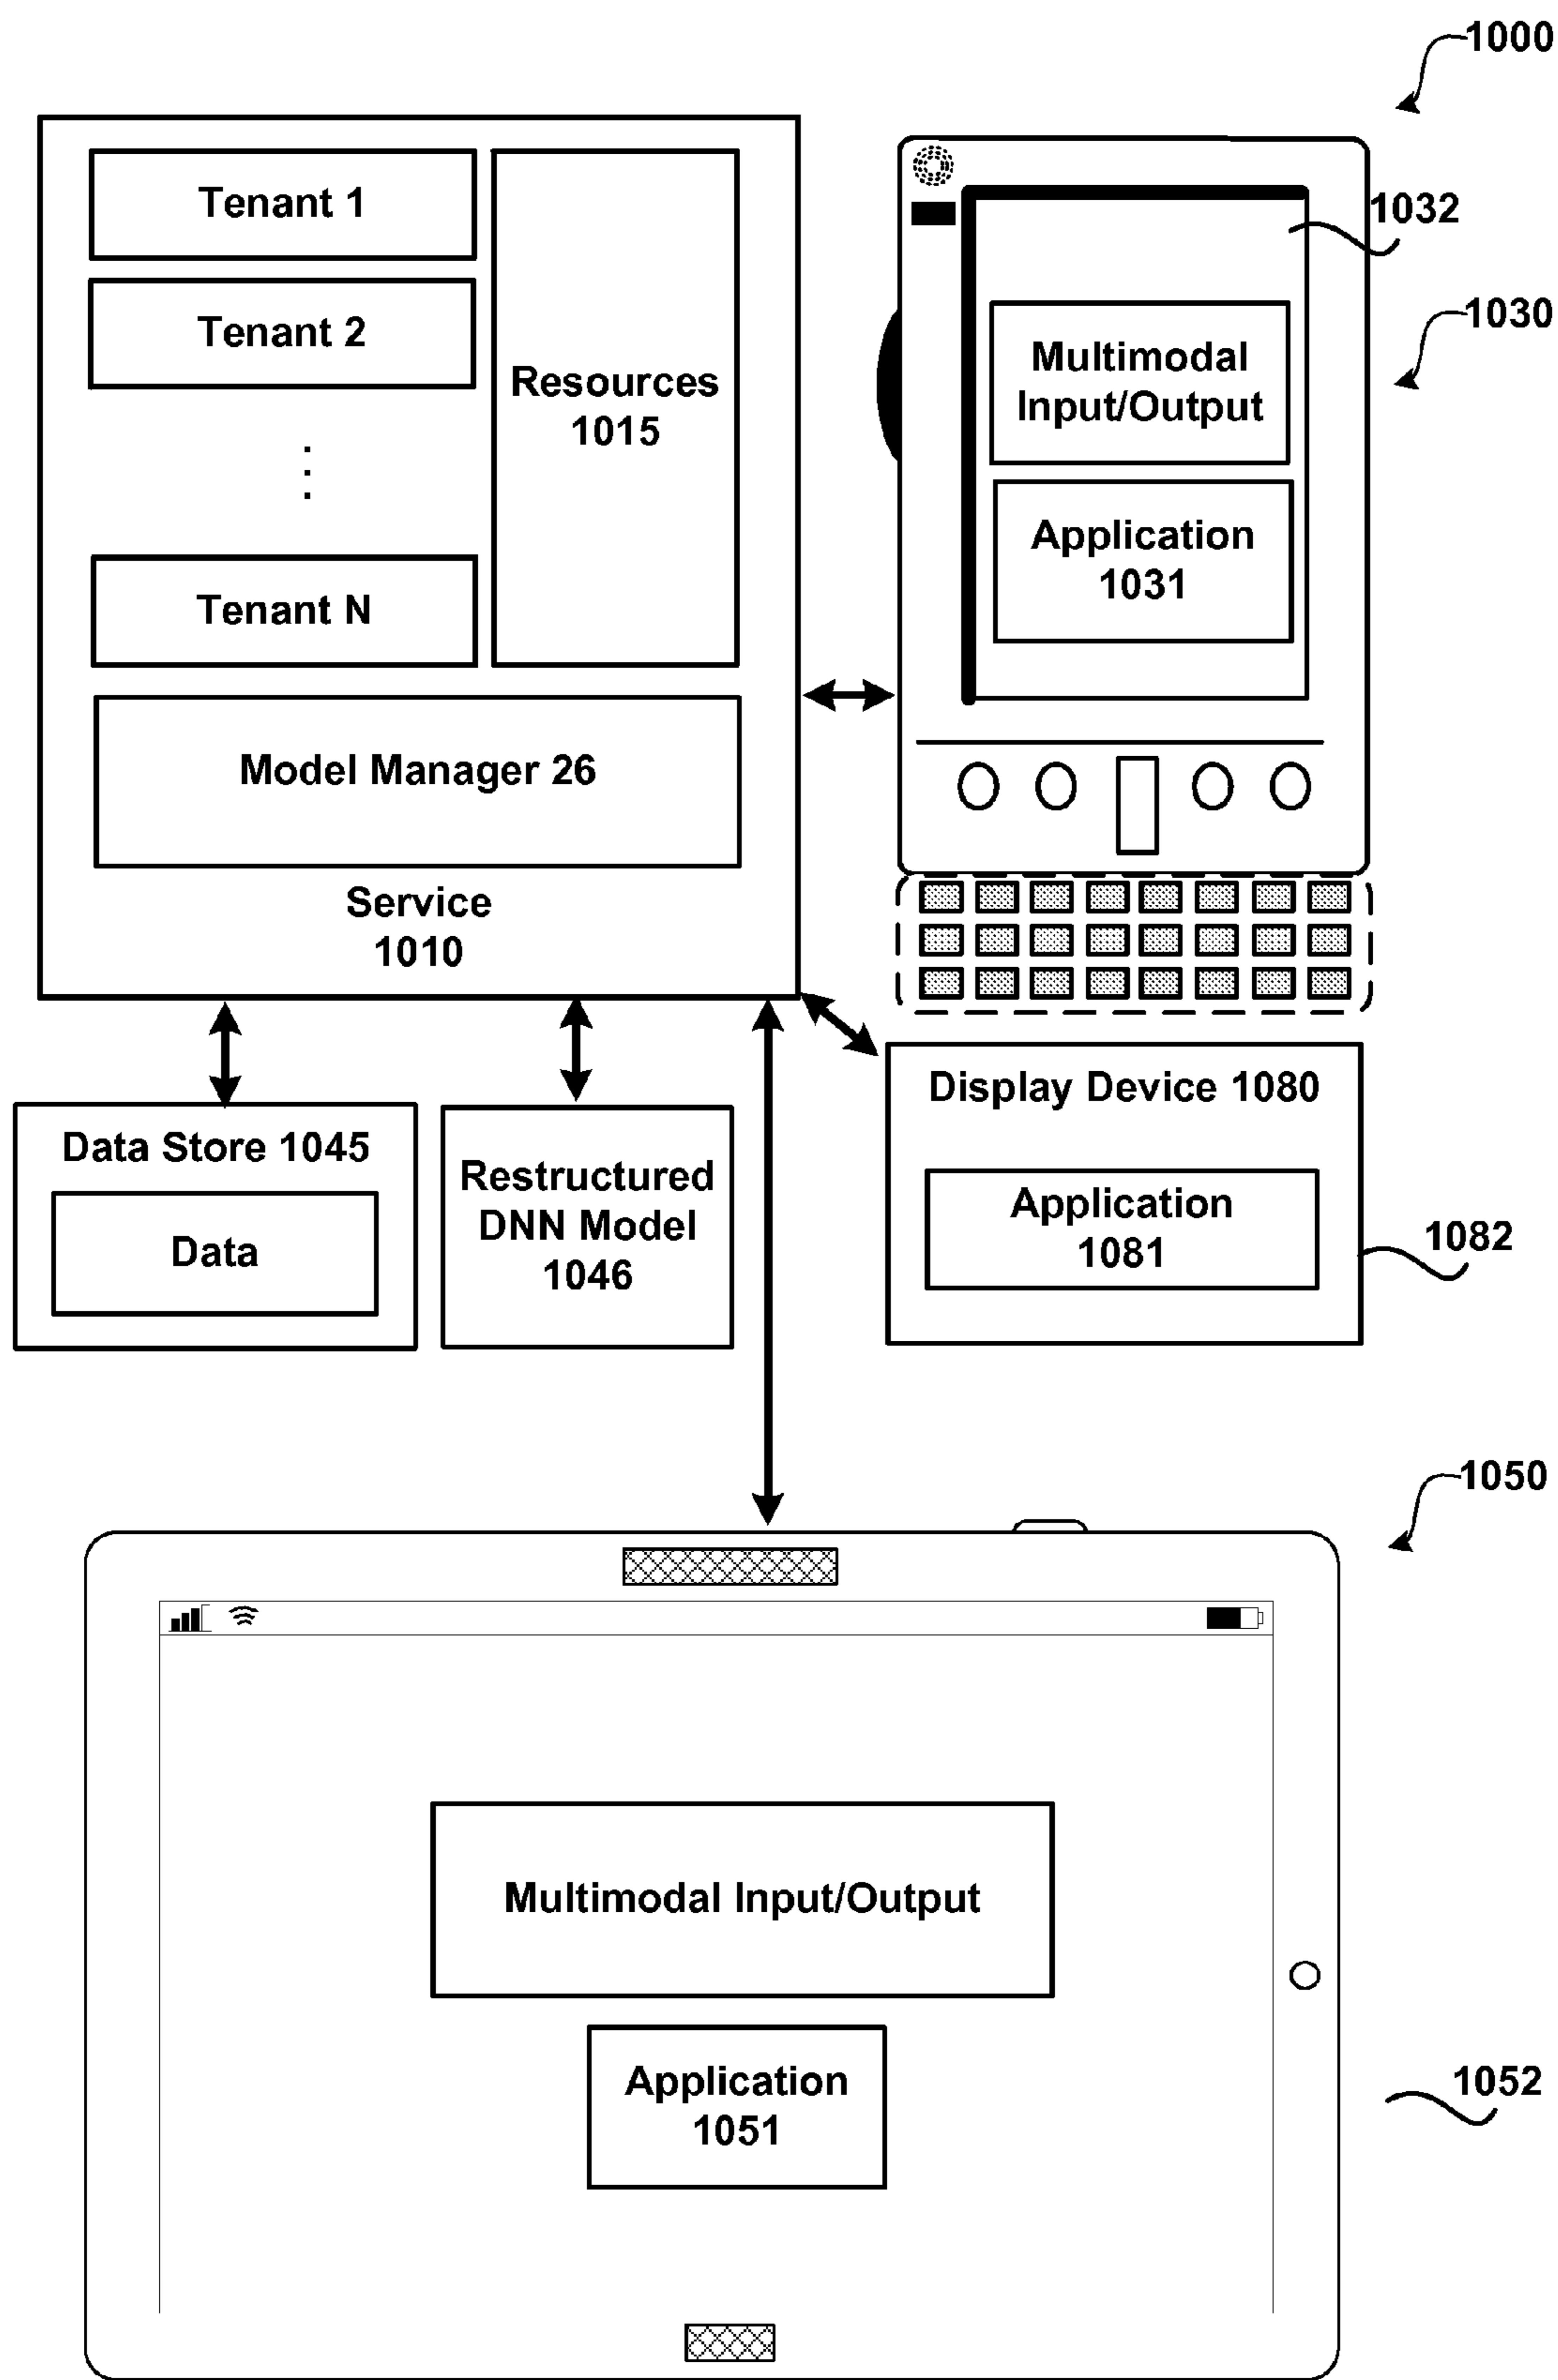 1000
Tenant 1
Tenant 2
Resources
1015
Tenant N
Model Manager 26
Service
1010
1032
1030
Multimodal
Input/Output
Application
1031
Data Store 1045
Data
Restructured
DNN Model
1046
Display Device 1080
Application
1081
1082
1050
Multimodal Input/Output
Application
1051
1052